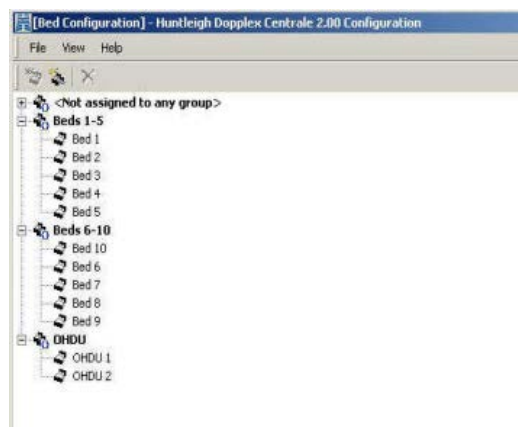 [Bed Configuration] - Huntleigh Dopplex Centrale 2.00 Configuration
File View Help
<Not assigned to any group>
Beds 1-5
Bed 1
Bed 2
Bed 3
Bed 4
Bed 5
Beds 6-10
Bed 10
Bed 6
Bed 7
Bed 8
Bed 9
OHDU
OHDU 1
OHDU 2